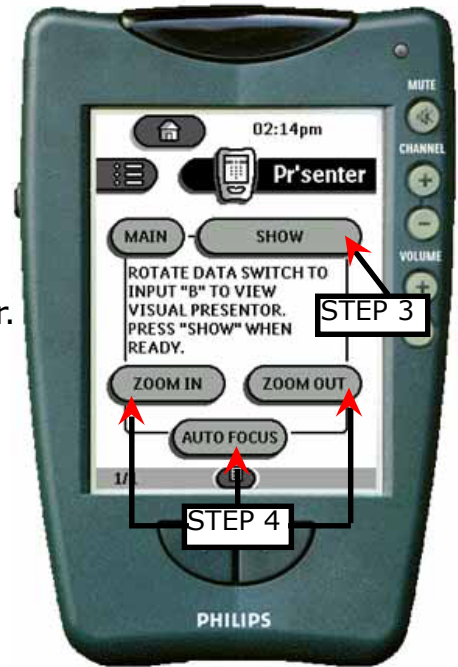 MUTE
02:14pm
CHANNEL
+
Pr'senter
-
MAIN
SHOW
VOLUME
+
ROTATE DATA SWITCH TO
INPUT "B" TO VIEW
VISUAL PRESENTOR.
PRESS "SHOW" WHEN
READY.
r.
STEP 3
ZOOM IN
ZOOM OUT
AUTO FOCUS
STEP 4
PHILIPS